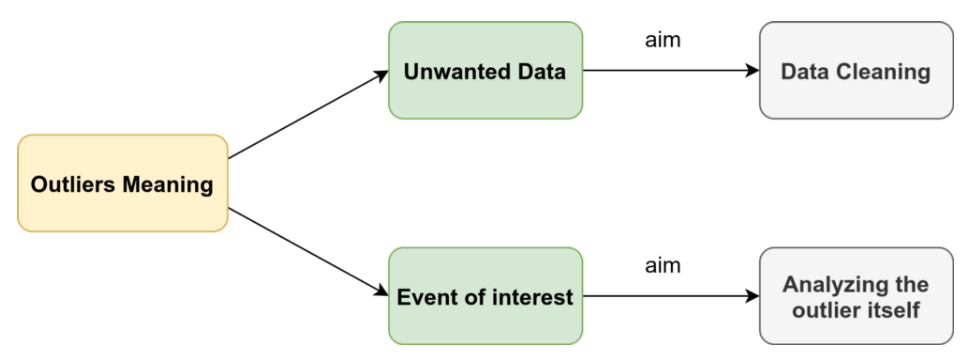 aim
Unwanted Data
Data Cleaning
Outliers Meaning
aim
Event of interest
Analyzing the
outlier itself